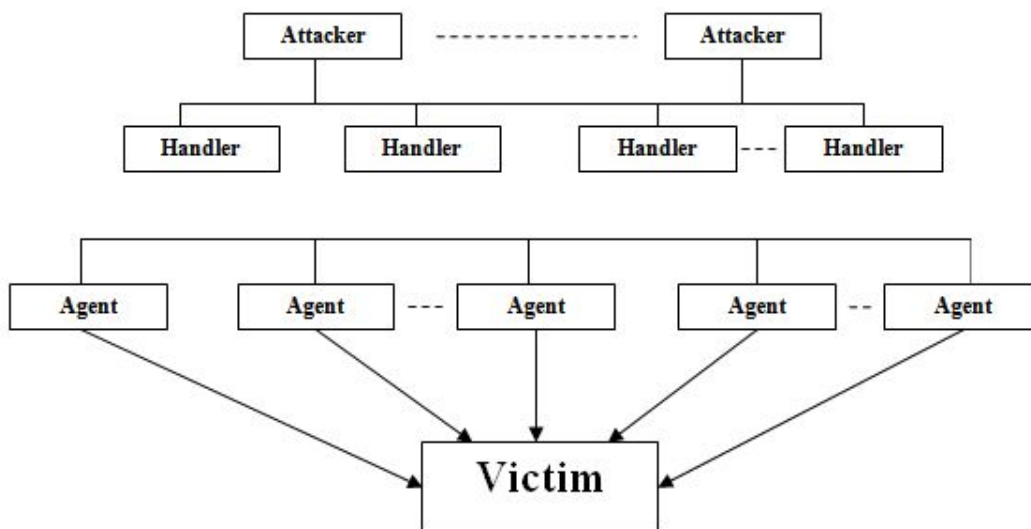 Attacker
Attacker
Handler
Handler
Handler
Handler
Agent
Agent
Agent
Agent
Agent
Victim